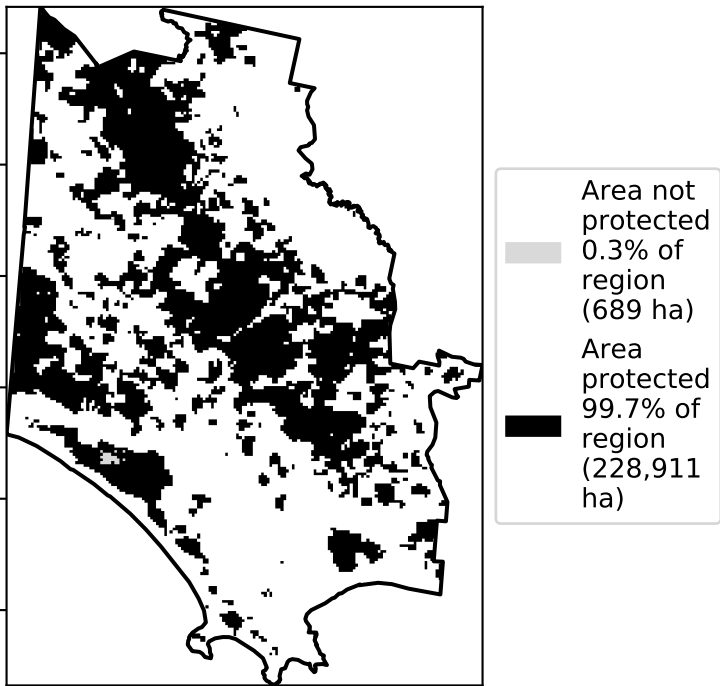 Area not
protected
0.3% of
region
(689 ha)
Area
protected
99.7% of
region
(228,911
ha)